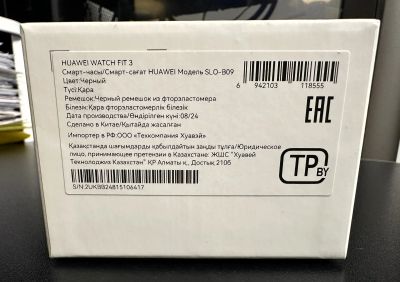 HUAWEI WATCH FIT 3
Смарт-часы/Смарт-сағат HUAWEI Модель SLO-B09
Цвет:Черный
Түсі:Қара
Ремешок:Черный ремешок из фторэластомера
Білезік:Қара фторэластомерлік білезік
Дата производства/Өндірілген күні:08/24
Сделано в Китае/Қытайда жасалған
Импортер в РФ:ООО «Техкомпания Хуавэй»
Қазақстанда шағымдарды қабылдайтын заңды тұлға/Юридическое
лицо, принимающее претензии в Казахстане: ЖШС "Хуавей
Текнолоджиз Казахстан" ҚР Алматы қ., Достық 210б
S/N:2UKBB24815106417
6 942103 118555
EAC
TP BY